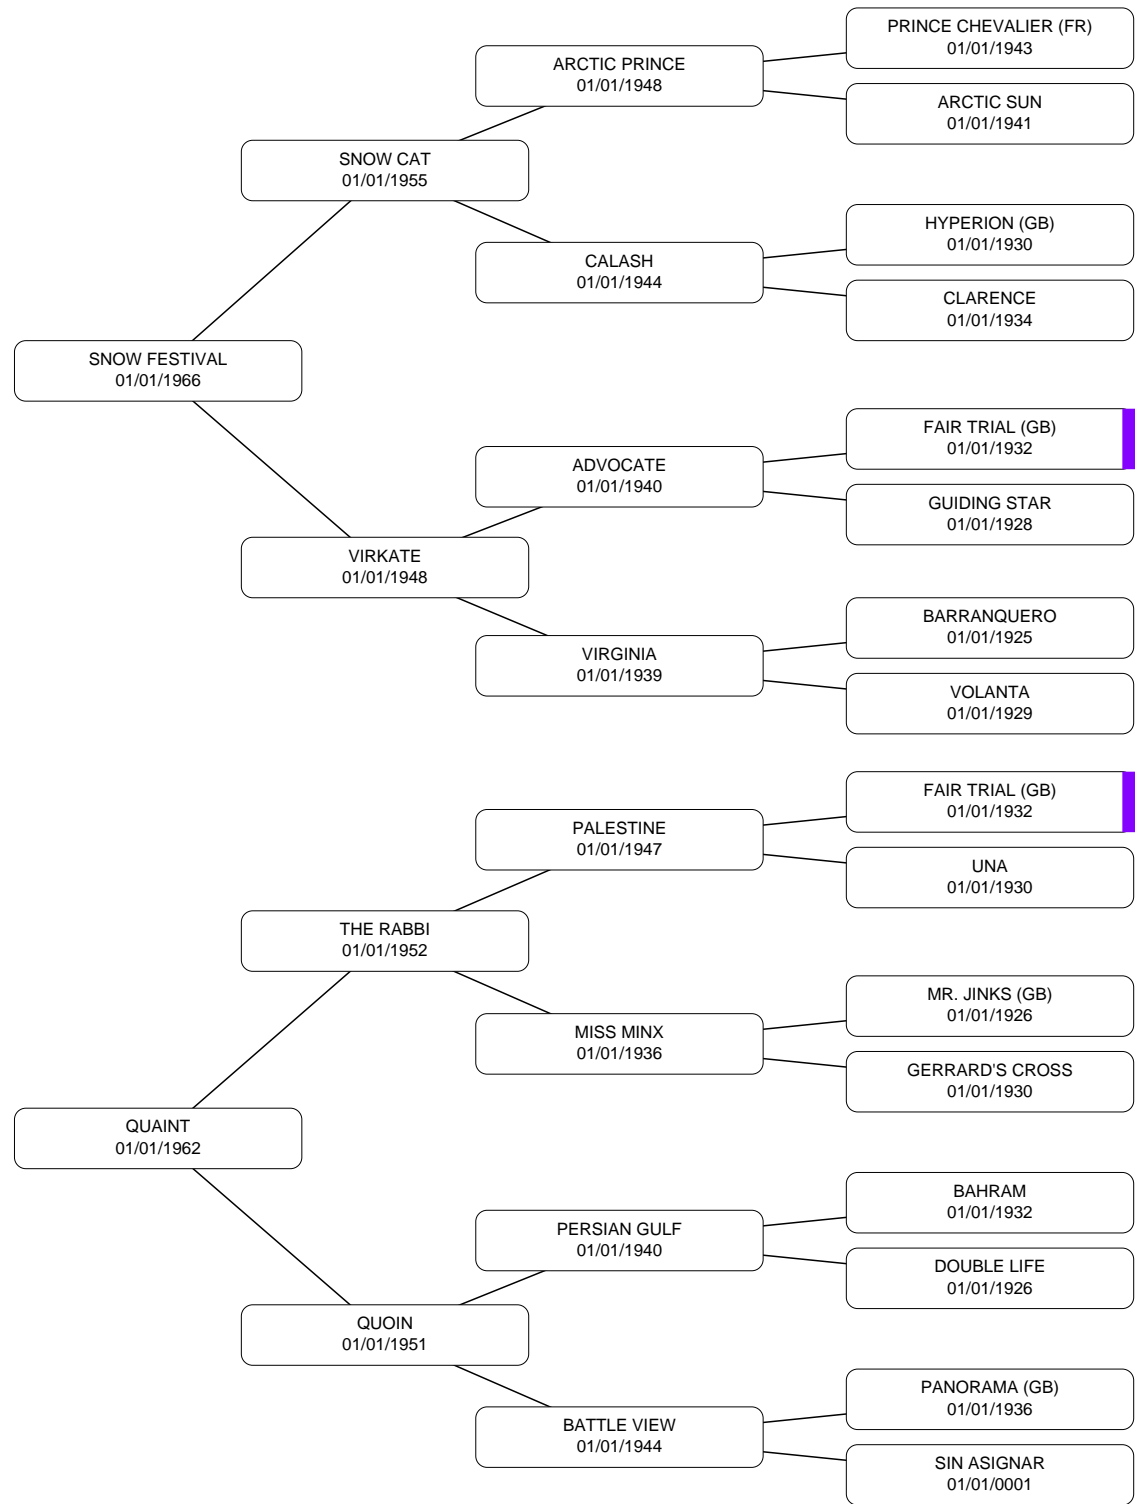 PRINCE CHEVALIER (FR)
01/01/1943
ARCTIC PRINCE
01/01/1948
ARCTIC SUN
01/01/1941
SNOW CAT
01/01/1955
HYPERION (GB)
01/01/1930
CALASH
01/01/1944
CLARENCE
01/01/1934
SNOW FESTIVAL
01/01/1966
FAIR TRIAL (GB)
01/01/1932
ADVOCATE
01/01/1940
GUIDING STAR
01/01/1928
VIRKATE
01/01/1948
BARRANQUERO
01/01/1925
VIRGINIA
01/01/1939
VOLANTA
01/01/1929
FAIR TRIAL (GB)
01/01/1932
PALESTINE
01/01/1947
UNA
01/01/1930
THE RABBI
01/01/1952
MR. JINKS (GB)
01/01/1926
MISS MINX
01/01/1936
GERRARD'S CROSS
01/01/1930
QUAINT
01/01/1962
BAHRAM
01/01/1932
PERSIAN GULF
01/01/1940
DOUBLE LIFE
01/01/1926
QUOIN
01/01/1951
PANORAMA (GB)
01/01/1936
BATTLE VIEW
01/01/1944
SIN ASIGNAR
01/01/0001